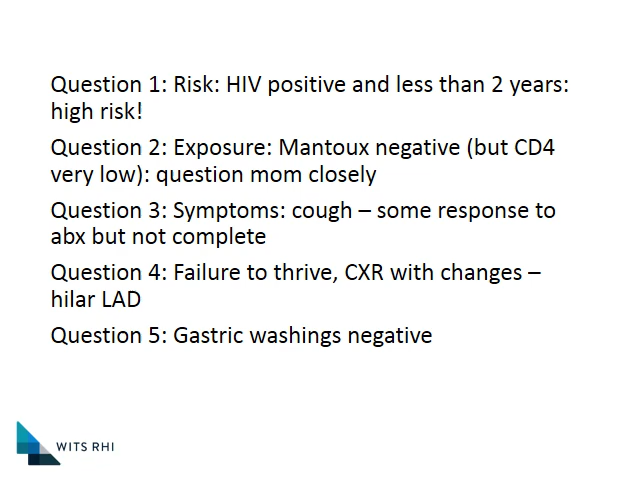 Question 1: Risk: HIV positive and less than 2 years:
high risk!
Question 2: Exposure: Mantoux negative (but CD4
very low): question mom closely
Question 3: Symptoms: cough – some response to
abx but not complete
Question 4: Failure to thrive, CXR with changes –
hilar LAD
Question 5: Gastric washings negative
WITS RHI